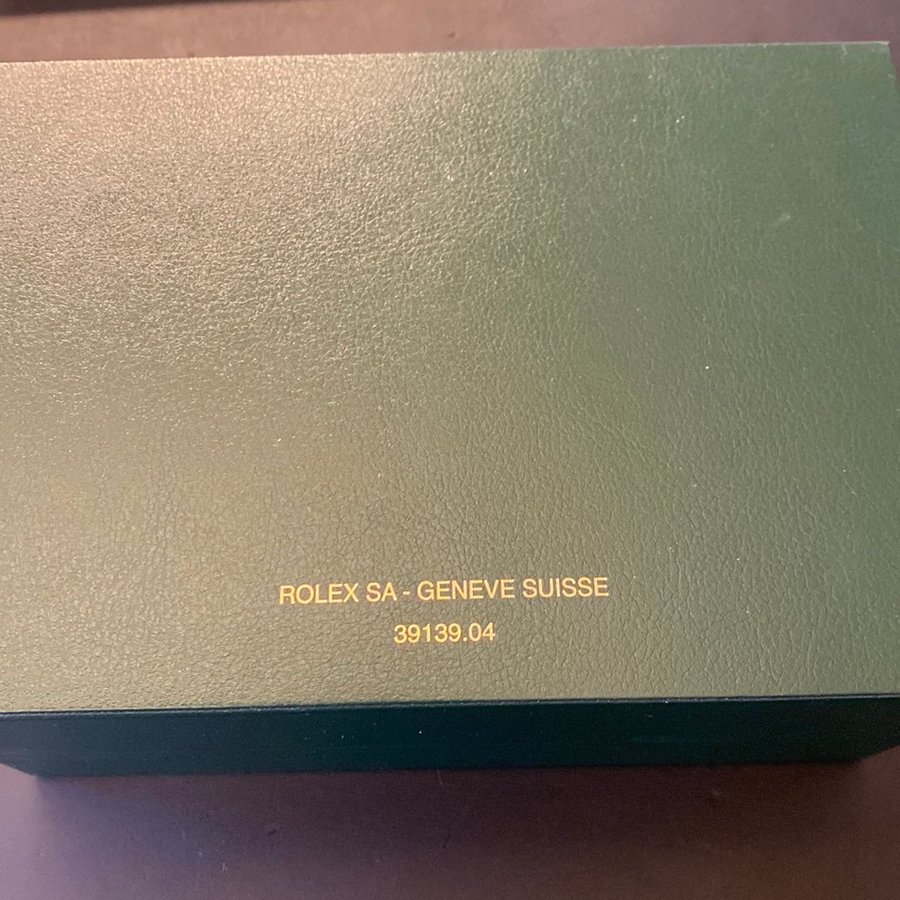 ROLEX SA - GENEVE SUISSE
39139.04